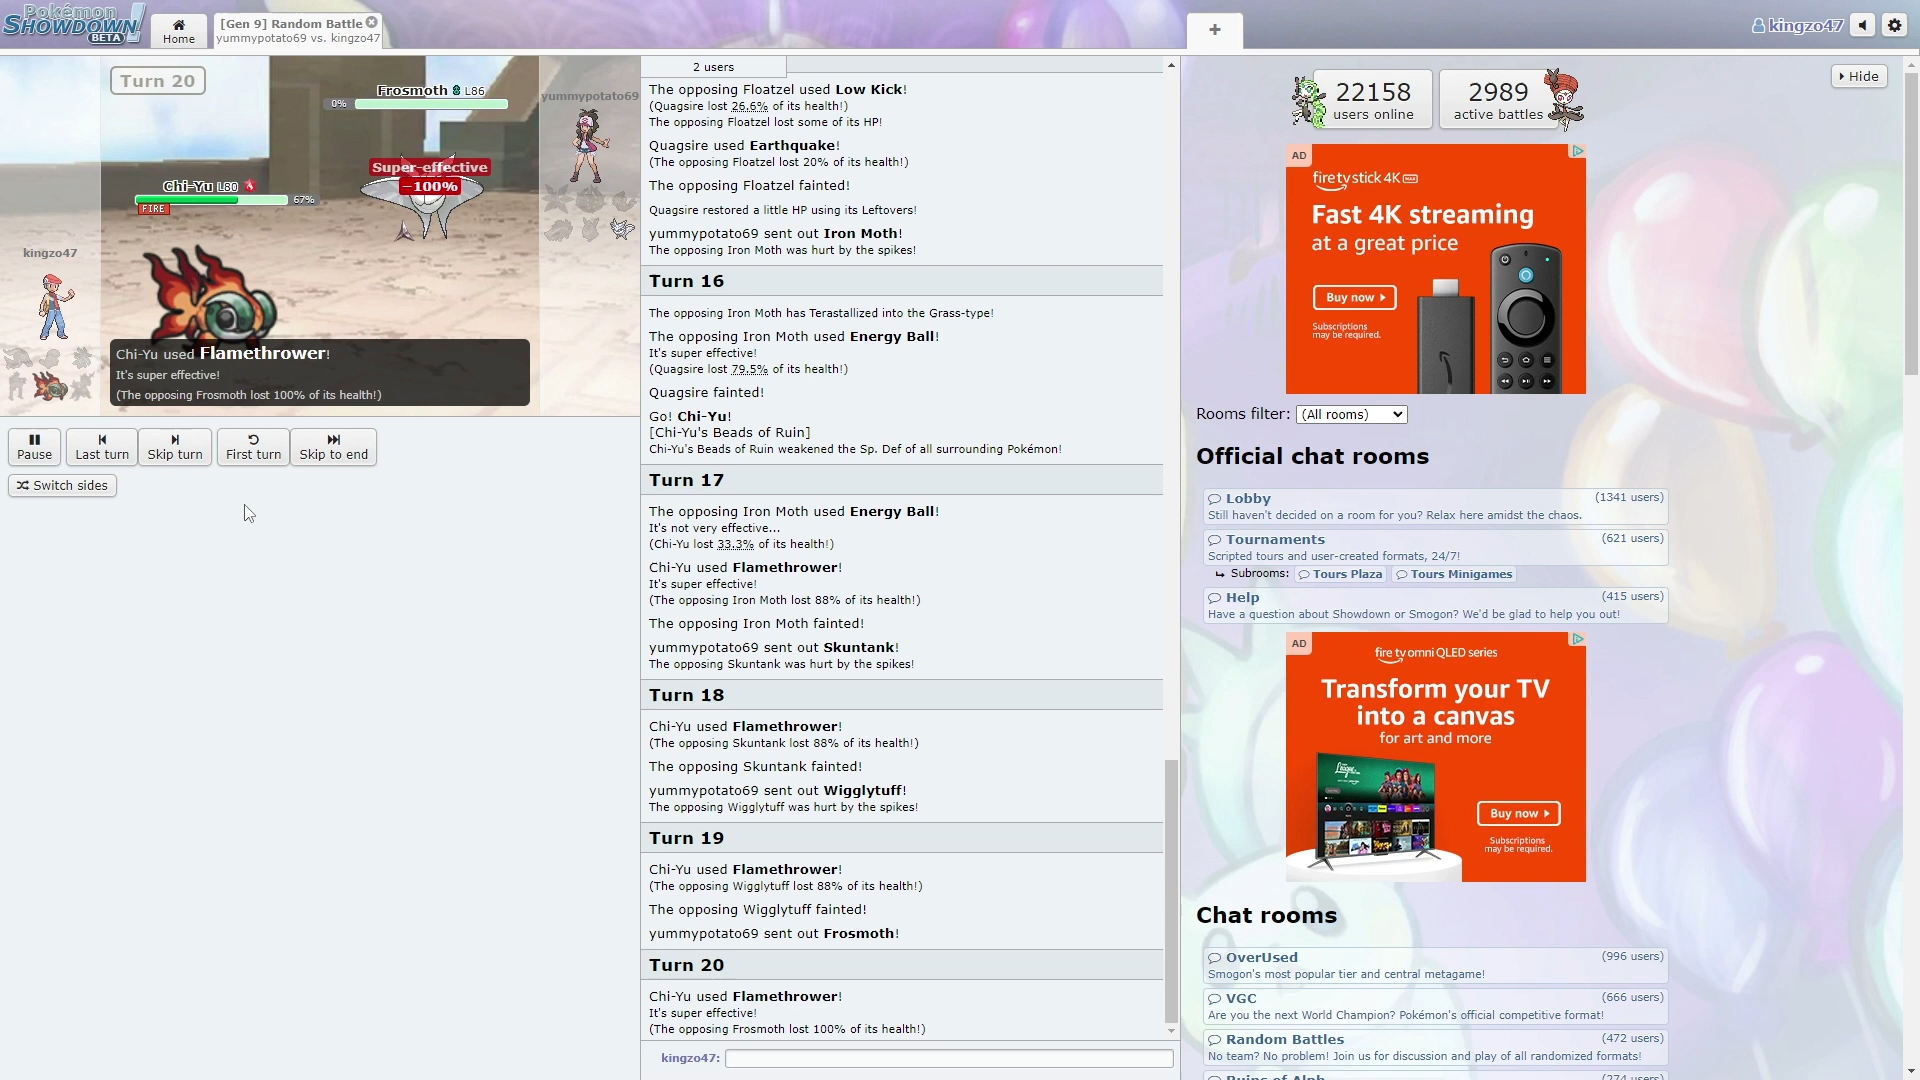 Pokémon
SHOWDOWN!
BETA
Home
[Gen 9] Random Battle
yummypotato69 vs. kingzo47
+
kingzo47
Turn 20
Frosmoth L86
0%
yummypotato69
Super-effective
−100%
Chi-Yu L80
67%
FIRE
kingzo47
Chi-Yu used Flamethrower!
It's super effective!
(The opposing Frosmoth lost 100% of its health!)
Pause
Last turn
Skip turn
First turn
Skip to end
Switch sides
2 users
The opposing Floatzel used Low Kick!
(Quagsire lost 26.6% of its health!)
The opposing Floatzel lost some of its HP!
Quagsire used Earthquake!
(The opposing Floatzel lost 20% of its health!)
The opposing Floatzel fainted!
Quagsire restored a little HP using its Leftovers!
yummypotato69 sent out Iron Moth!
The opposing Iron Moth was hurt by the spikes!
Turn 16
The opposing Iron Moth has Terastallized into the Grass-type!
The opposing Iron Moth used Energy Ball!
It's super effective!
(Quagsire lost 79.5% of its health!)
Quagsire fainted!
Go! Chi-Yu!
[Chi-Yu's Beads of Ruin]
Chi-Yu's Beads of Ruin weakened the Sp. Def of all surrounding Pokémon!
Turn 17
The opposing Iron Moth used Energy Ball!
It's not very effective...
(Chi-Yu lost 33.3% of its health!)
Chi-Yu used Flamethrower!
It's super effective!
(The opposing Iron Moth lost 88% of its health!)
The opposing Iron Moth fainted!
yummypotato69 sent out Skuntank!
The opposing Skuntank was hurt by the spikes!
Turn 18
Chi-Yu used Flamethrower!
(The opposing Skuntank lost 88% of its health!)
The opposing Skuntank fainted!
yummypotato69 sent out Wigglytuff!
The opposing Wigglytuff was hurt by the spikes!
Turn 19
Chi-Yu used Flamethrower!
(The opposing Wigglytuff lost 88% of its health!)
The opposing Wigglytuff fainted!
yummypotato69 sent out Frosmoth!
Turn 20
Chi-Yu used Flamethrower!
It's super effective!
(The opposing Frosmoth lost 100% of its health!)
kingzo47:
Hide
22158
users online
2989
active battles
AD
fire tv stick 4K MAX
Fast 4K streaming
at a great price
Buy now
Subscriptions
may be required.
Rooms filter: (All rooms)
Official chat rooms
Lobby (1341 users)
Still haven't decided on a room for you? Relax here amidst the chaos.
Tournaments (621 users)
Scripted tours and user-created formats, 24/7!
Subrooms: Tours Plaza Tours Minigames
Help (415 users)
Have a question about Showdown or Smogon? We'd be glad to help you out!
AD
fire tv omni QLED series
Transform your TV
into a canvas
for art and more
Buy now
Subscriptions
may be required.
Chat rooms
OverUsed (996 users)
Smogon's most popular tier and central metagame!
VGC (666 users)
Are you the next World Champion? Pokémon's official competitive format!
Random Battles (472 users)
No team? No problem! Join us for discussion and play of all randomized formats!
Ruins of Alph (274 users)